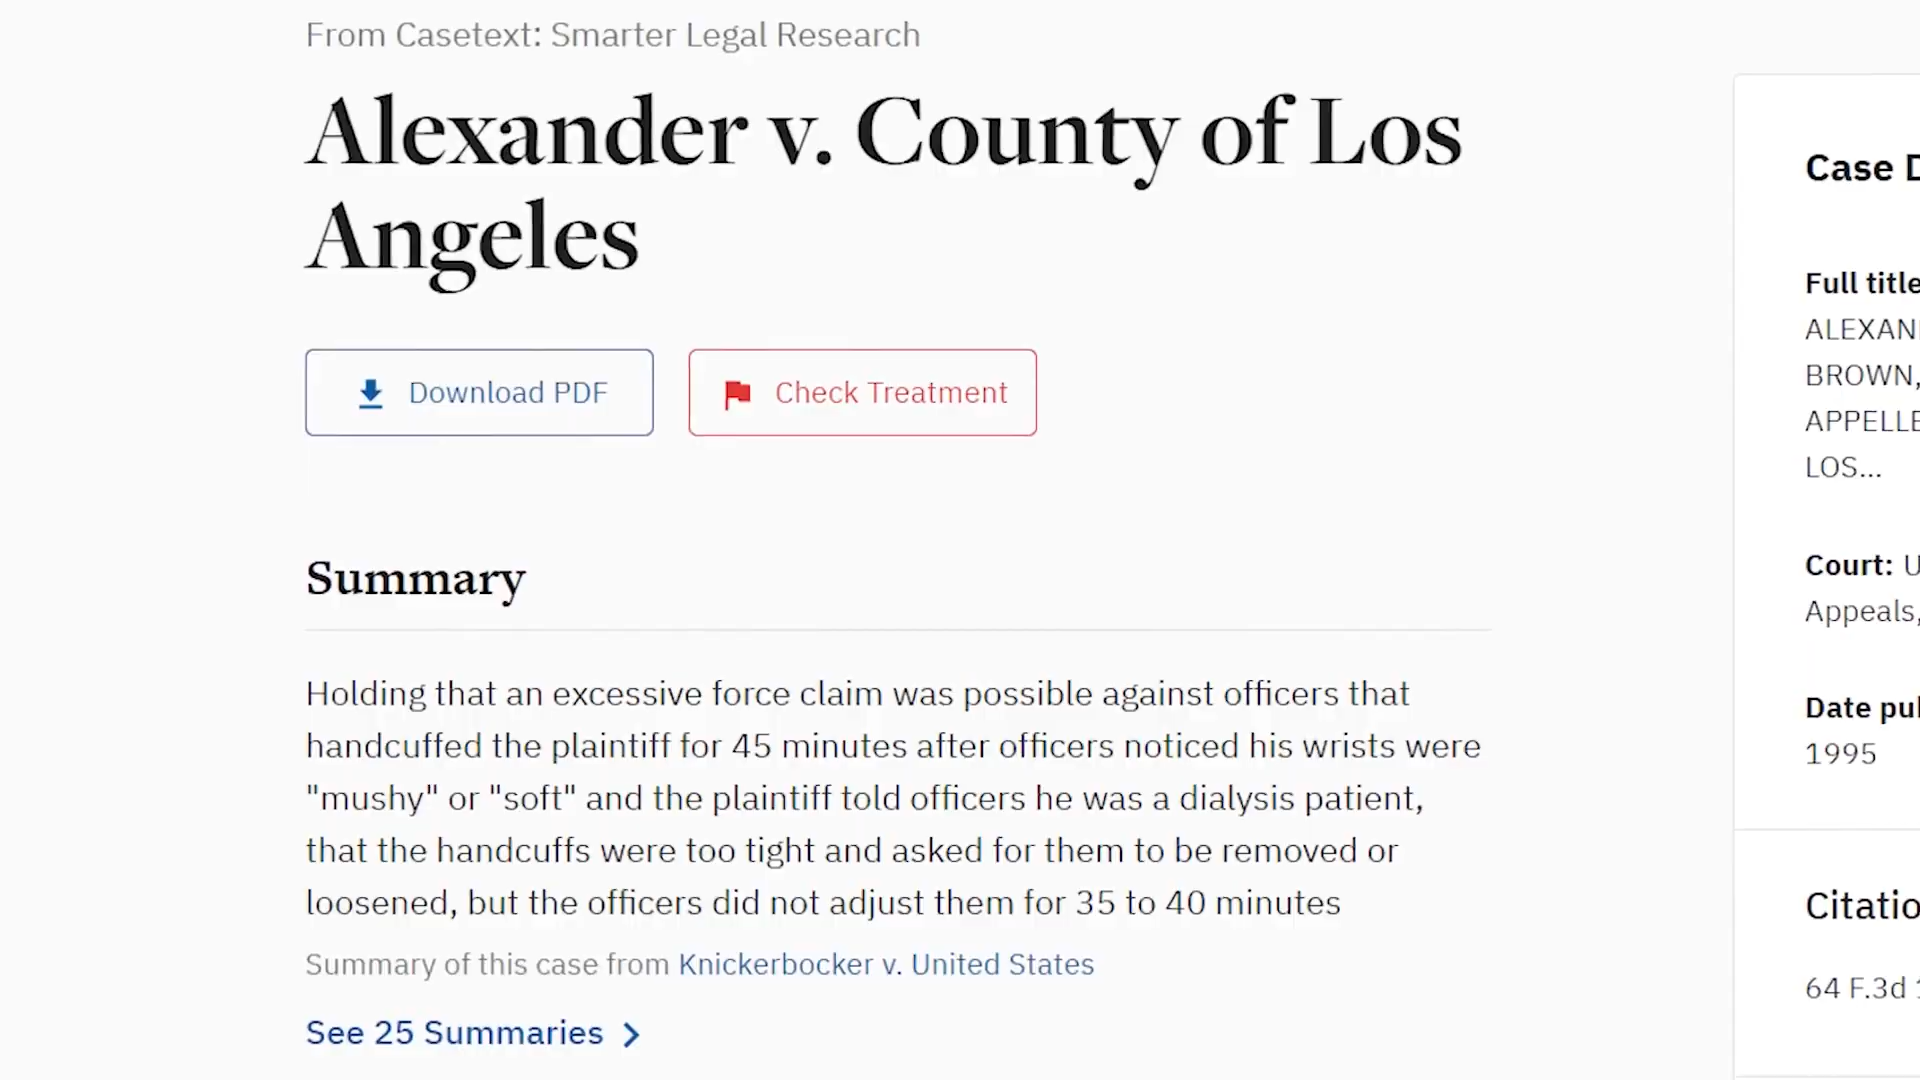 From Casetext: Smarter Legal Research
Alexander v. County of Los
Angeles
Download PDF
Check Treatment
Summary
Holding that an excessive force claim was possible against officers that
handcuffed the plaintiff for 45 minutes after officers noticed his wrists were
"mushy" or "soft" and the plaintiff told officers he was a dialysis patient,
that the handcuffs were too tight and asked for them to be removed or
loosened, but the officers did not adjust them for 35 to 40 minutes
Summary of this case from Knickerbocker v. United States
See 25 Summaries
Case
Full title
ALEXAN
BROWN,
APPELLE
LOS...
Court: U
Appeals,
Date pu
1995
Citatio
64 F.3d